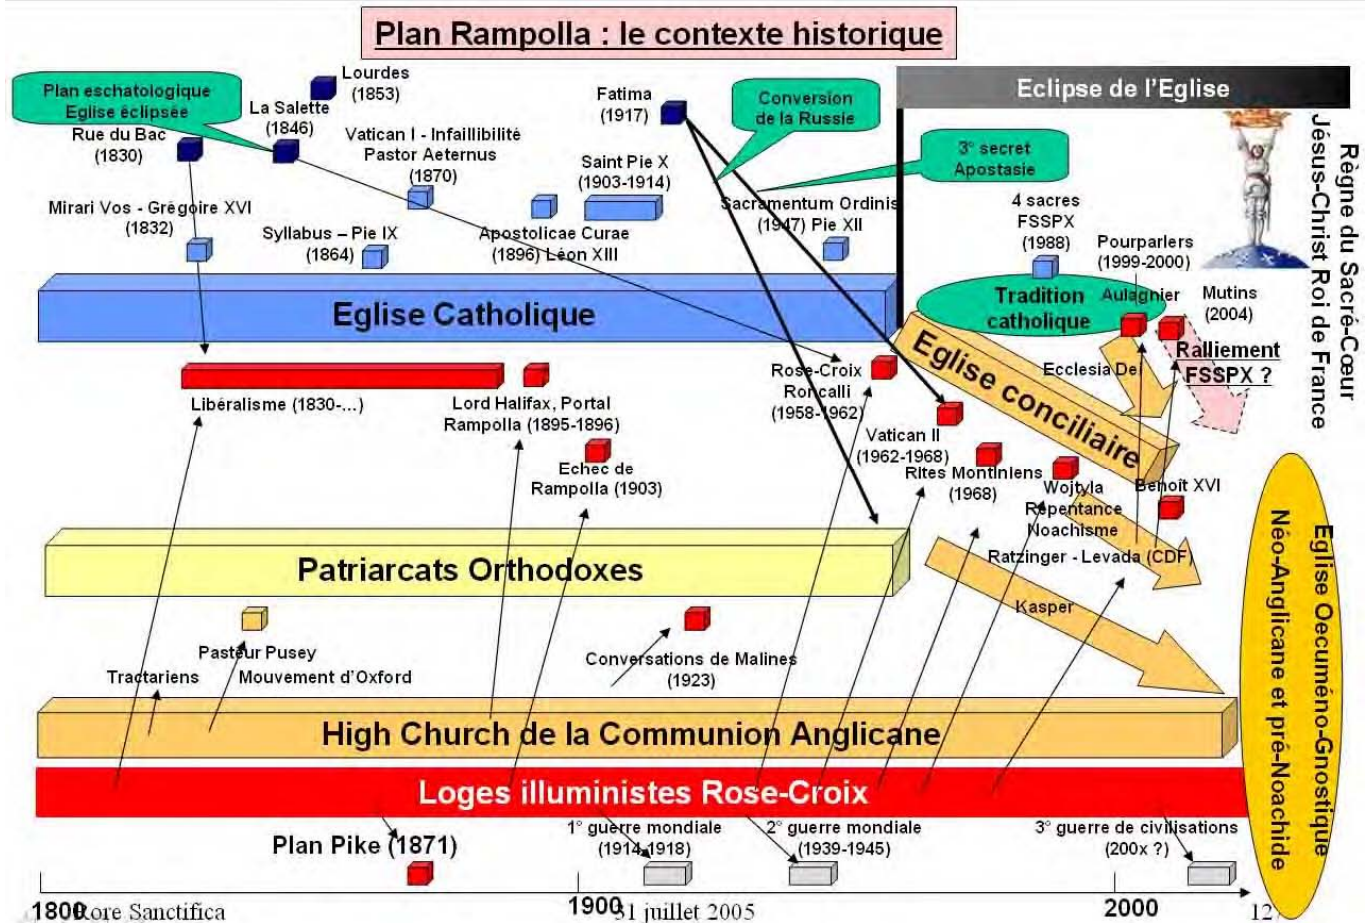 Plan Rampolla : le contexte historique
Plan eschatologique
Eglise éclipsée
Lourdes
(1853)
La Salette
(1846)
Rue du Bac
(1830)
Vatican I - Infaillibilité
Pastor Aeternus
(1870)
Fatima
(1917)
Conversion
de la Russie
Eclipse de l'Eglise
3° secret
Apostasie
Saint Pie X
(1903-1914)
Mirari Vos - Grégoire XVI
(1832)
Syllabus – Pie IX
(1864)
Apostolicae Curae
(1896) Léon XIII
Sacramentum Ordinis
(1947) Pie XII
4 sacres
FSSPX
(1988)
Pourparlers
(1999-2000)
Jésus-Christ Roi de France
Règne du Sacré-Cœur
Eglise Catholique
Tradition
catholique
Aulagnier
Mutins
(2004)
Ralliement
FSSPX ?
Ecclesia Dei
Eglise conciliaire
Libéralisme (1830-...)
Lord Halifax, Portal
Rampolla (1895-1896)
Echec de
Rampolla (1903)
Rose-Croix
Roncalli
(1958-1962)
Vatican II
(1962-1968)
Rites Montiniens
(1968)
Wojtyla
Repentance
Noachisme
Benoît XVI
Ratzinger - Levada (CDF)
Patriarcats Orthodoxes
Kasper
Pasteur Pusey
Tractariens
Mouvement d'Oxford
Conversations de Malines
(1923)
High Church de la Communion Anglicane
Loges illuministes Rose-Croix
Eglise Oecuméno-Gnostique
Néo-Anglicane et pré-Noachide
Plan Pike (1871)
1° guerre mondiale
(1914-1918)
2° guerre mondiale
(1939-1945)
3° guerre de civilisations
(200x ?)
1800
1900
2000
Rore Sanctifica
31 juillet 2005
12